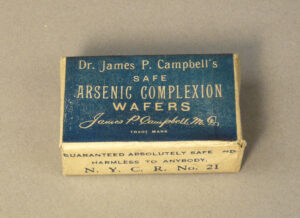 Dr. James P. Campbell's
SAFE
ARSENIC COMPLEXION
WAFERS
James P. Campbell, M. D.,
TRADE MARK
GUARANTEED ABSOLUTELY SAFE
HARMLESS TO ANYBODY.
N. Y. C. R. No. 21